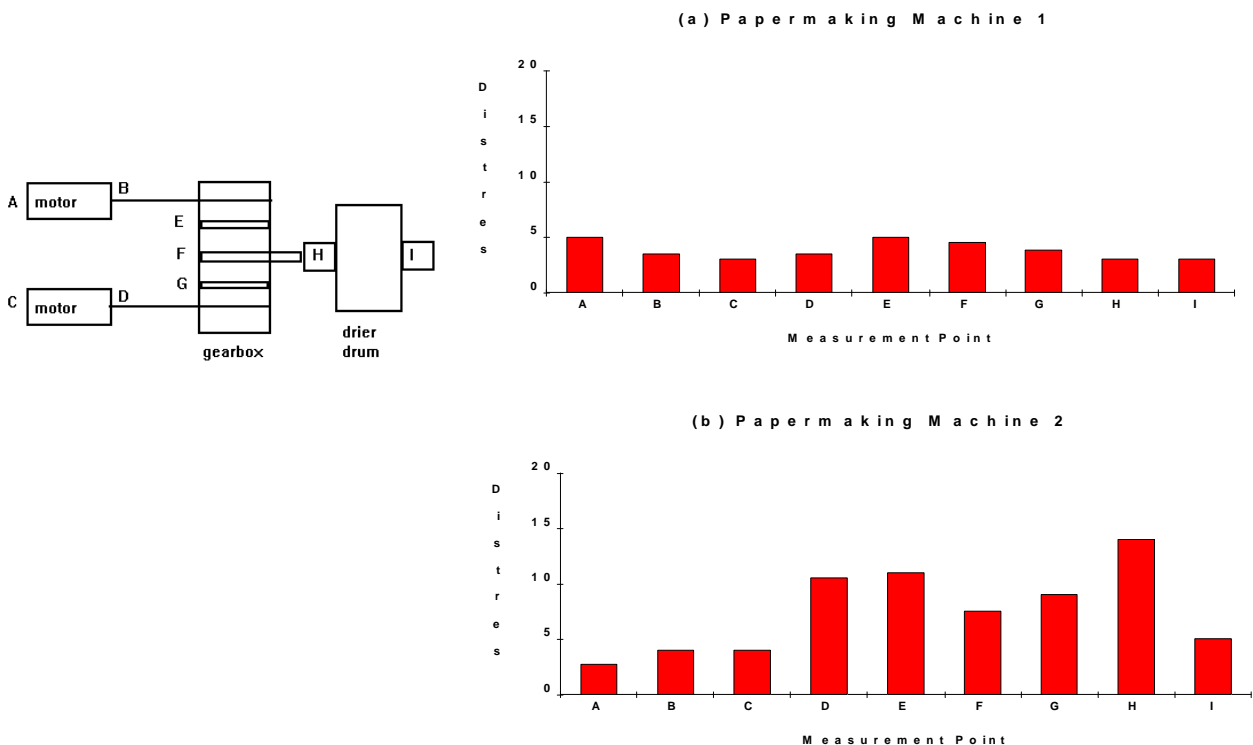 A
motor
B
E
F
G
C
motor
D
H
I
gearbox
drier
drum
(a) Papermaking Machine 1
Distres
20
15
10
5
0
A B C D E F G H I
Measurement Point
(b) Papermaking Machine 2
Distres
20
15
10
5
0
A B C D E F G H I
Measurement Point